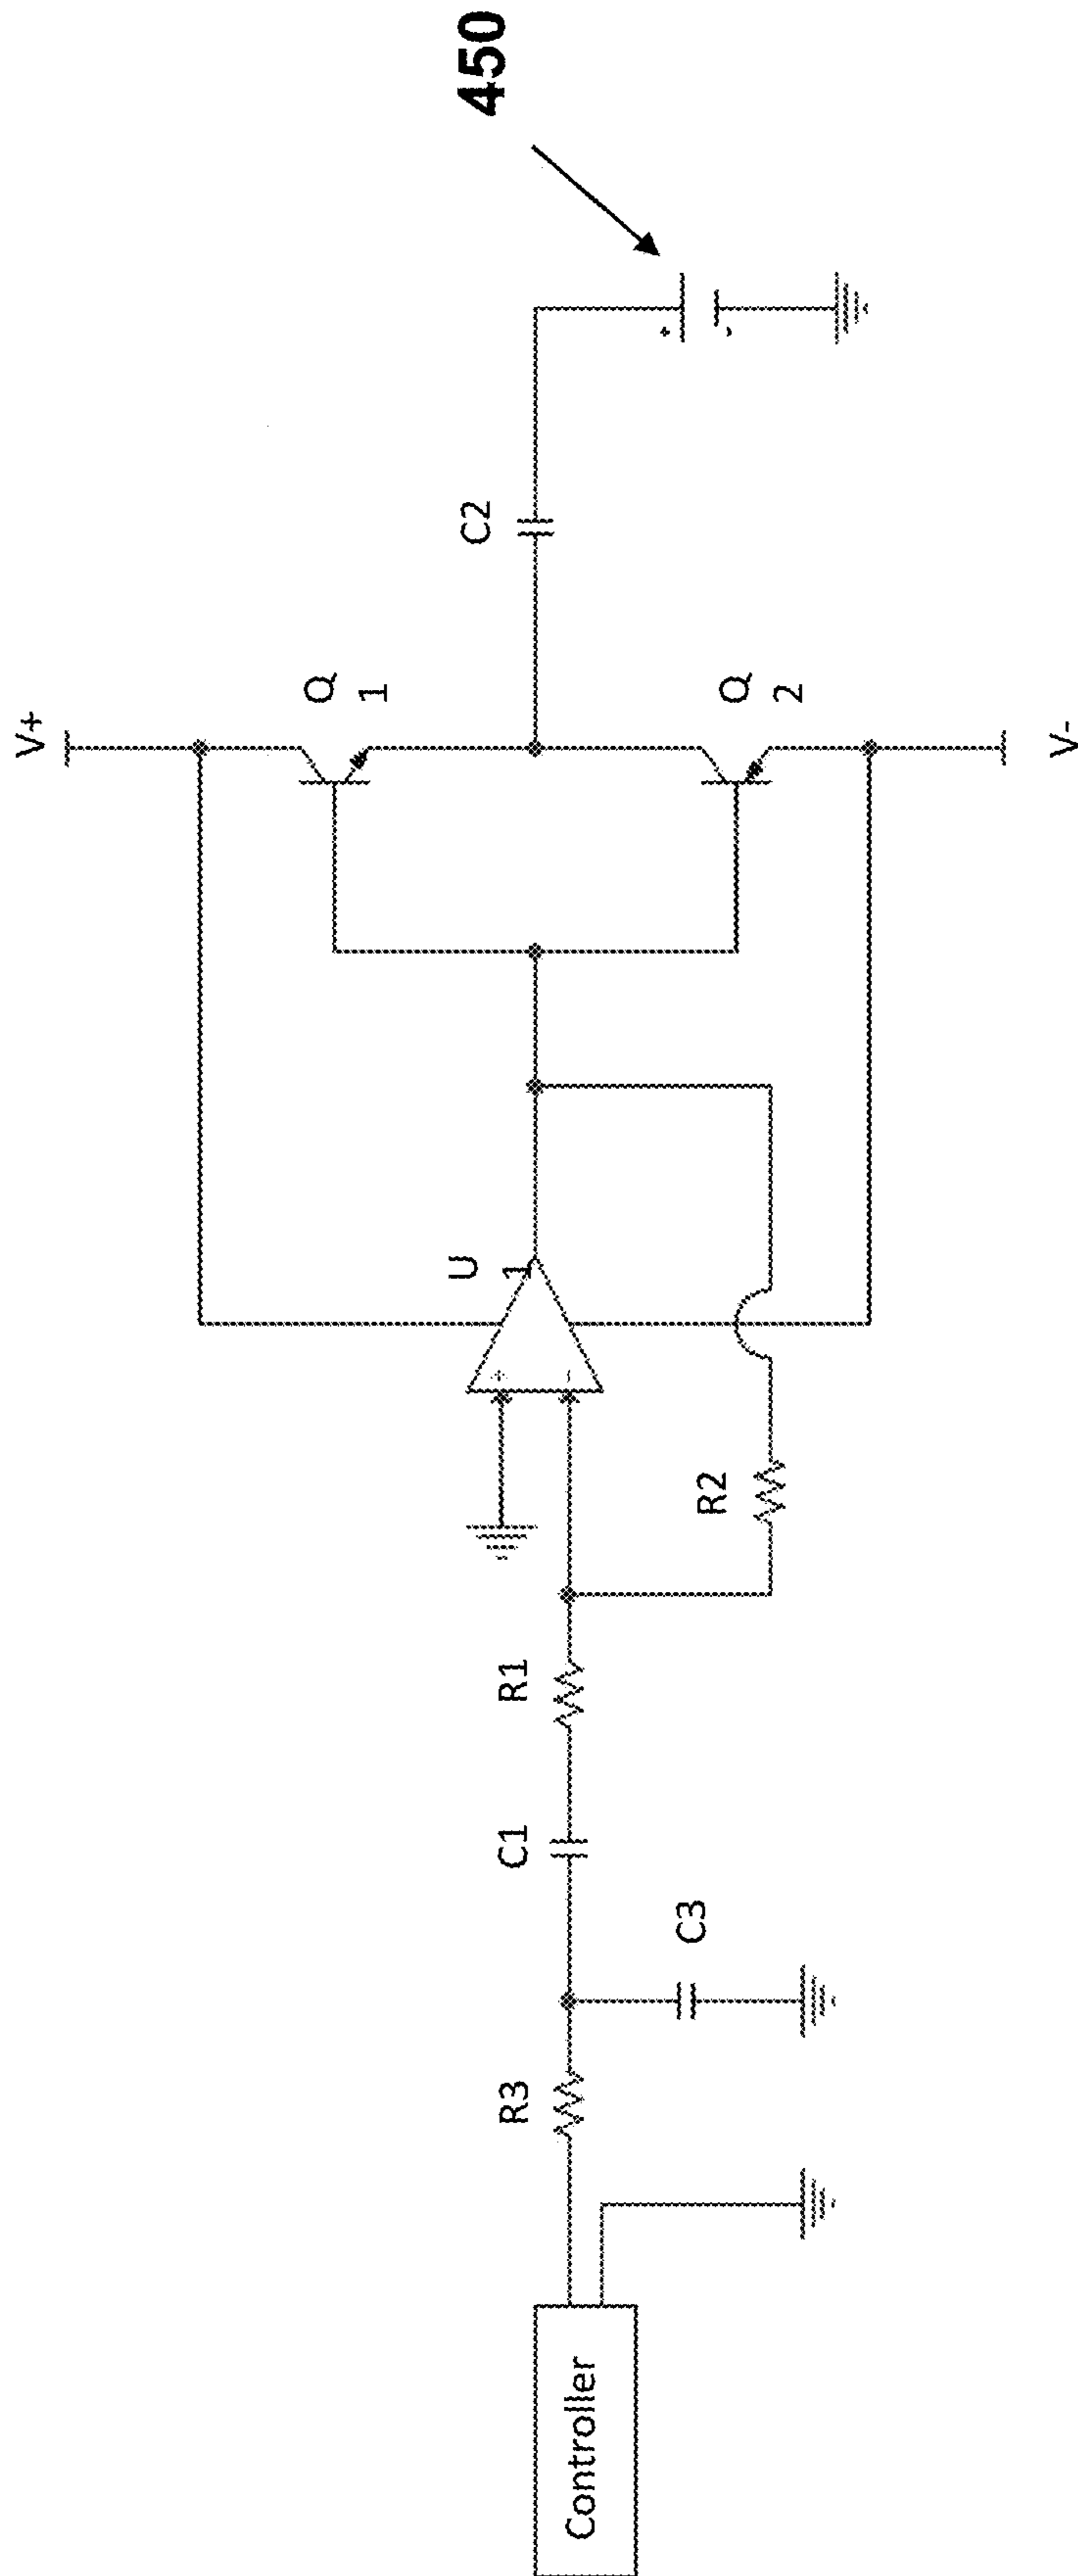 450
V+
C2
Q
1
Q
2
V-
U
1
+
-
+
-
R2
R1
C1
C3
R3
Controller